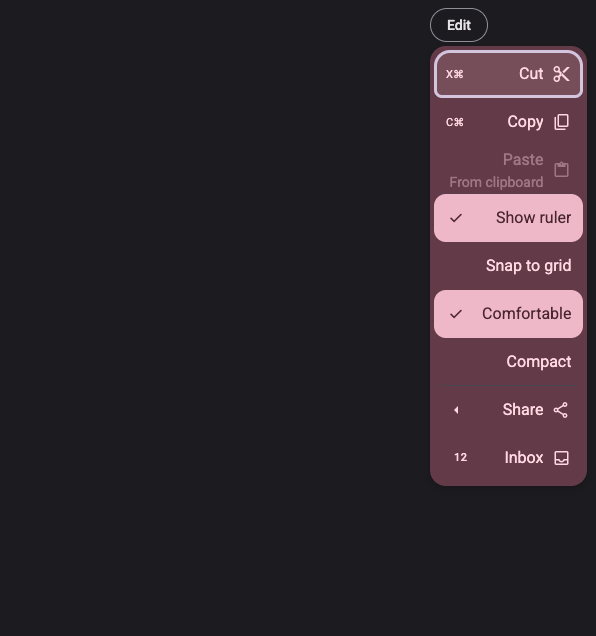 Edit
Cut X⌘
Copy C⌘
Paste
From clipboard
Show ruler
Snap to grid
Comfortable
Compact
Share
Inbox 12